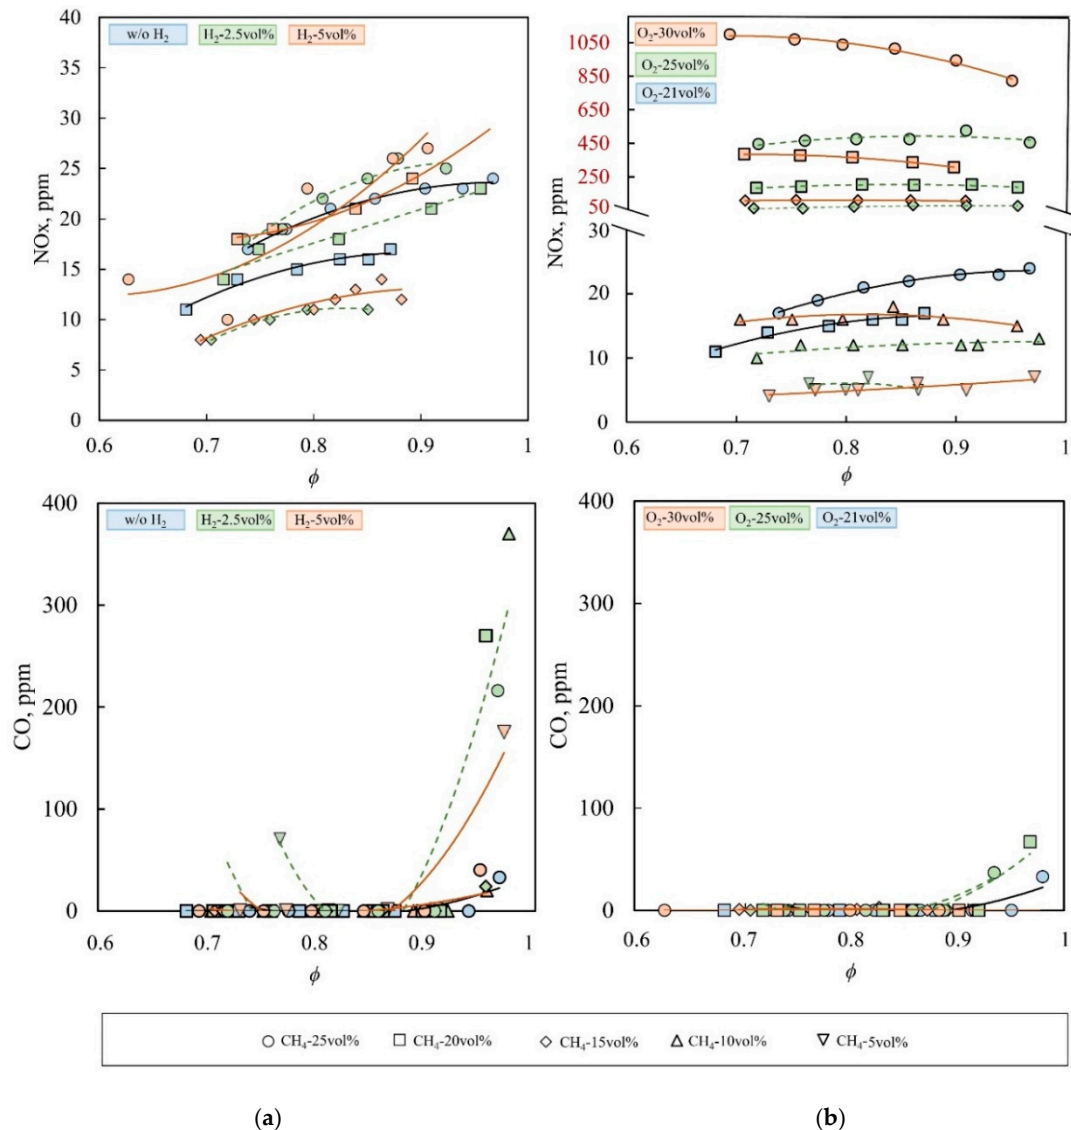 40
35
30
25
20
15
10
5
0
NOx, ppm
w/o H₂ H₂-2.5vol% H₂-5vol%
0.6 0.7 0.8 0.9 1
ϕ
1050
850
650
450
250
50
30
20
10
0
NOx, ppm
O₂-30vol%
O₂-25vol%
O₂-21vol%
0.6 0.7 0.8 0.9 1
ϕ
400
300
200
100
0
CO, ppm
w/o H₂ H₂-2.5vol% H₂-5vol%
0.6 0.7 0.8 0.9 1
ϕ
400
300
200
100
0
CO, ppm
O₂-30vol% O₂-25vol% O₂-21vol%
0.6 0.7 0.8 0.9 1
ϕ
CH₄-25vol% CH₄-20vol% CH₄-15vol% CH₄-10vol% CH₄-5vol%
(a) (b)